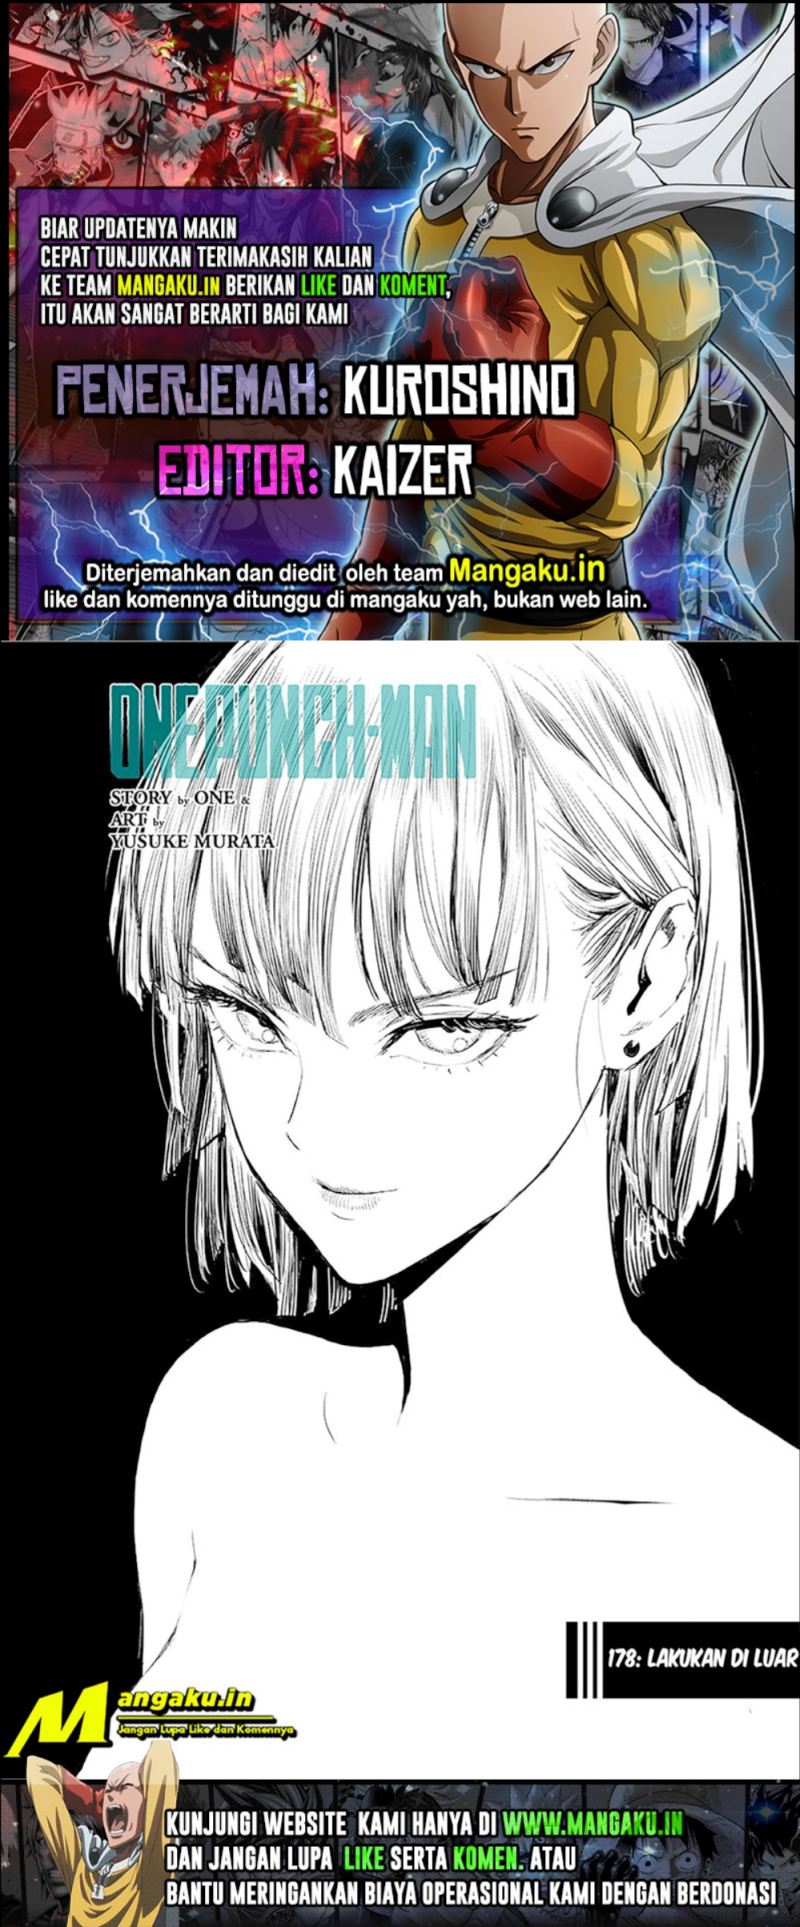 BIAR UPDATENYA MAKIN
CEPAT TUNJUKKAN TERIMAKASIH KALIAN
KE TEAM MANGAKU.IN BERIKAN LIKE DAN KOMENT,
ITU AKAN SANGAT BERARTI BAGI KAMI
PENERJEMAH: KUROSHINO
EDITOR: KAIZER
Diterjemahkan dan diedit oleh team Mangaku.in
like dan komennya ditunggu di mangaku yah, bukan web lain.
ONE PUNCH-MAN
STORY by ONE &
ART by
YUSUKE MURATA
178: LAKUKAN DI LUAR
Mangaku.in
Jangan Lupa Like dan Komennya
KUNJUNGI WEBSITE KAMI HANYA DI WWW.MANGAKU.IN
DAN JANGAN LUPA LIKE SERTA KOMEN. ATAU
BANTU MERINGANKAN BIAYA OPERASIONAL KAMI DENGAN BERDONASI